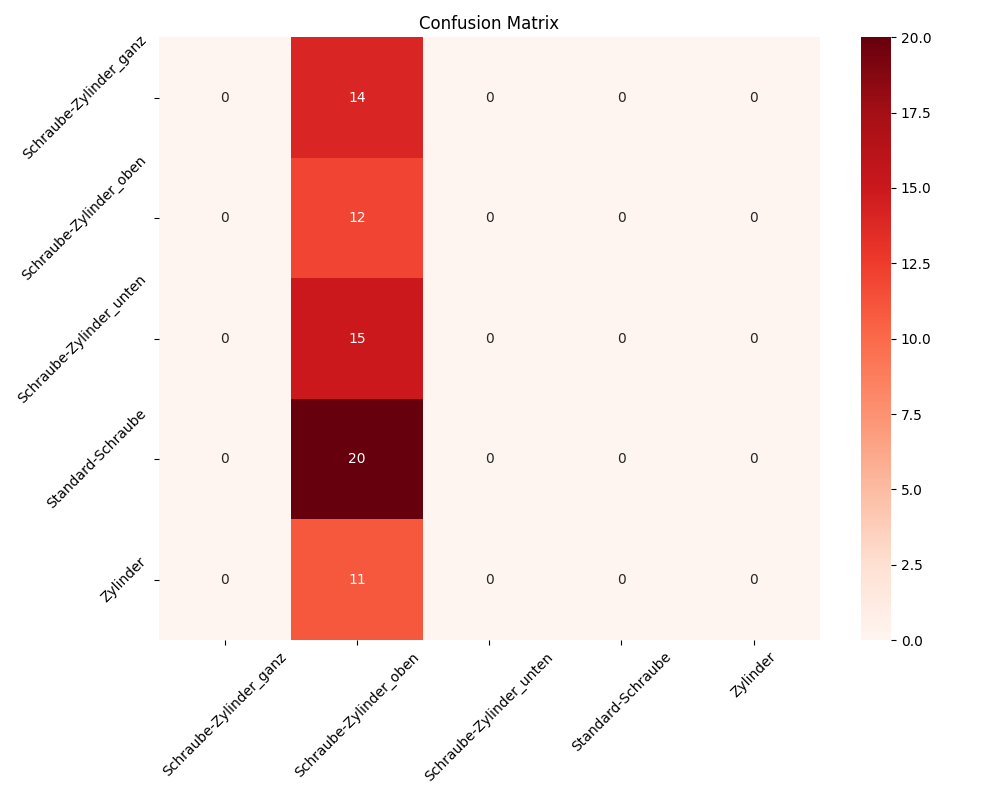 Confusion Matrix
Schraube-Zylinder_ganz
0 14 0 0 0
Schraube-Zylinder_oben
0 12 0 0 0
Schraube-Zylinder_unten
0 15 0 0 0
Standard-Schraube
0 20 0 0 0
Zylinder
0 11 0 0 0
Schraube-Zylinder_ganz
Schraube-Zylinder_oben
Schraube-Zylinder_unten
Standard-Schraube
Zylinder
20.0
17.5
15.0
12.5
10.0
7.5
5.0
2.5
0.0